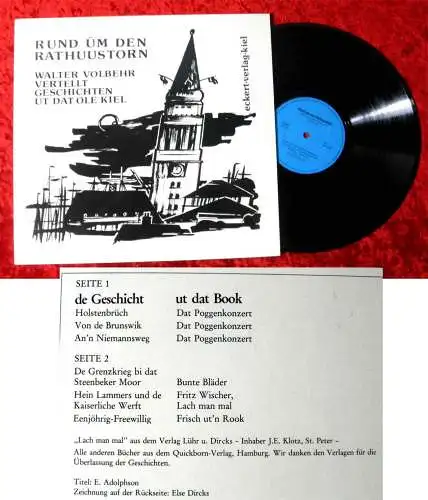 RUND ÜM DEN
RATHUUSTORN
WALTER VOLBEHR
VERTELLT
GESCHICHTEN
UT DAT OLE KIEL
eckert-verlag-kiel
SEITE 1
de Geschicht ut dat Book
Holstenbrüch Dat Poggenkonzert
Von de Brunswik Dat Poggenkonzert
An'n Niemannsweg Dat Poggenkonzert
SEITE 2
De Grenzkrieg bi dat
Steenbeker Moor Bunte Bläder
Hein Lammers und de Fritz Wischer,
Kaiserliche Werft Lach man mal
Eenjöhrig-Freewillig Frisch ut'n Rook
„Lach man mal" aus dem Verlag Lühr u. Dircks – Inhaber J.E. Klotz, St. Peter –
Alle anderen Bücher aus dem Quickborn-Verlag, Hamburg. Wir danken den Verlagen für die
Überlassung der Geschichten.
Titel: E. Adolphson
Zeichnung auf der Rückseite: Else Dircks